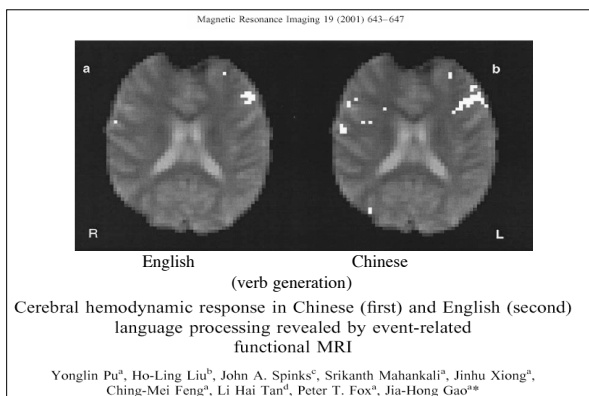 Magnetic Resonance Imaging 19 (2001) 643–647
a
b
R
L
English Chinese
(verb generation)
Cerebral hemodynamic response in Chinese (first) and English (second)
language processing revealed by event-related
functional MRI
Yonglin Puᵃ, Ho-Ling Liuᵇ, John A. Spinksᶜ, Srikanth Mahankaliᵃ, Jinhu Xiongᵃ,
Ching-Mei Fengᵃ, Li Hai Tanᵈ, Peter T. Foxᵃ, Jia-Hong Gaoᵃ*